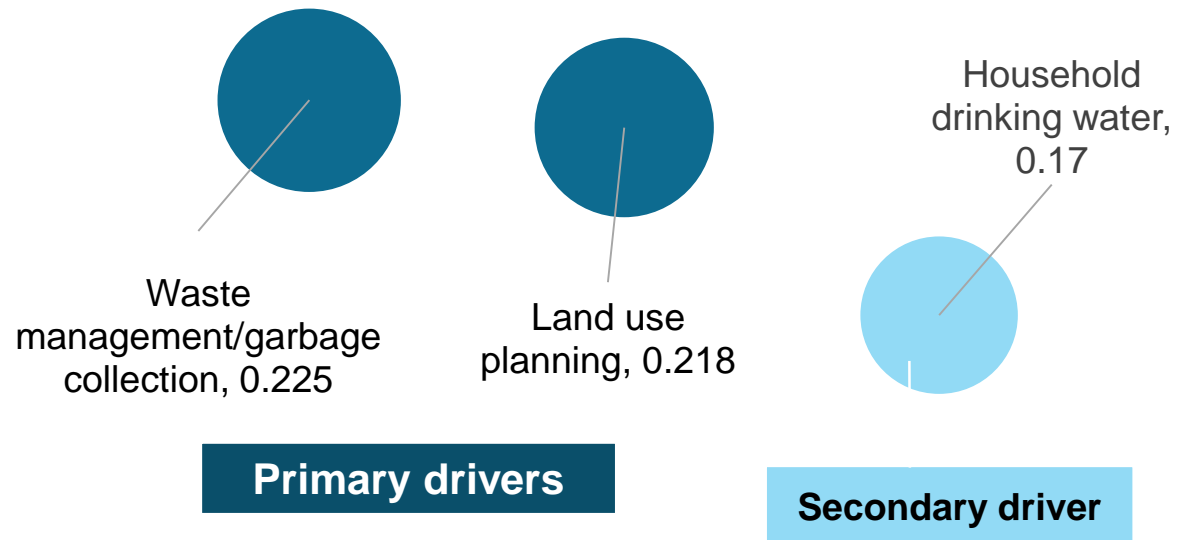 Household
drinking water,
0.17
Waste
management/garbage
collection, 0.225
Land use
planning, 0.218
Primary drivers
Secondary driver